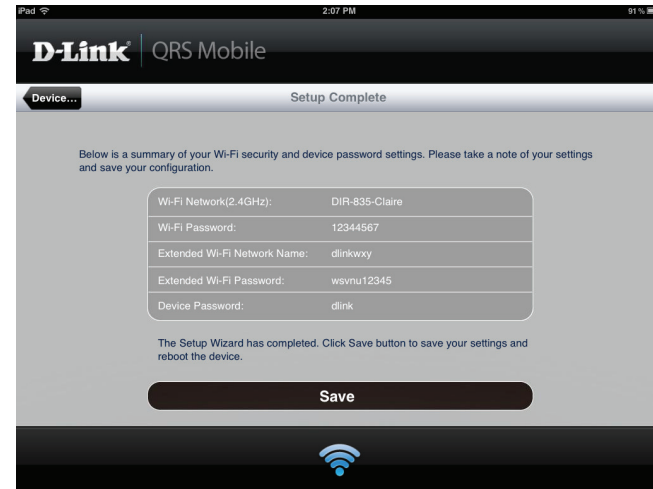 iPad 2:07 PM 91%
D-Link QRS Mobile
Device... Setup Complete
Below is a summary of your Wi-Fi security and device password settings. Please take a note of your settings
and save your configuration.
Wi-Fi Network(2.4GHz): DIR-835-Claire
Wi-Fi Password: 12344567
Extended Wi-Fi Network Name: dlinkwxy
Extended Wi-Fi Password: wsvnu12345
Device Password: dlink
The Setup Wizard has completed. Click Save button to save your settings and
reboot the device.
Save